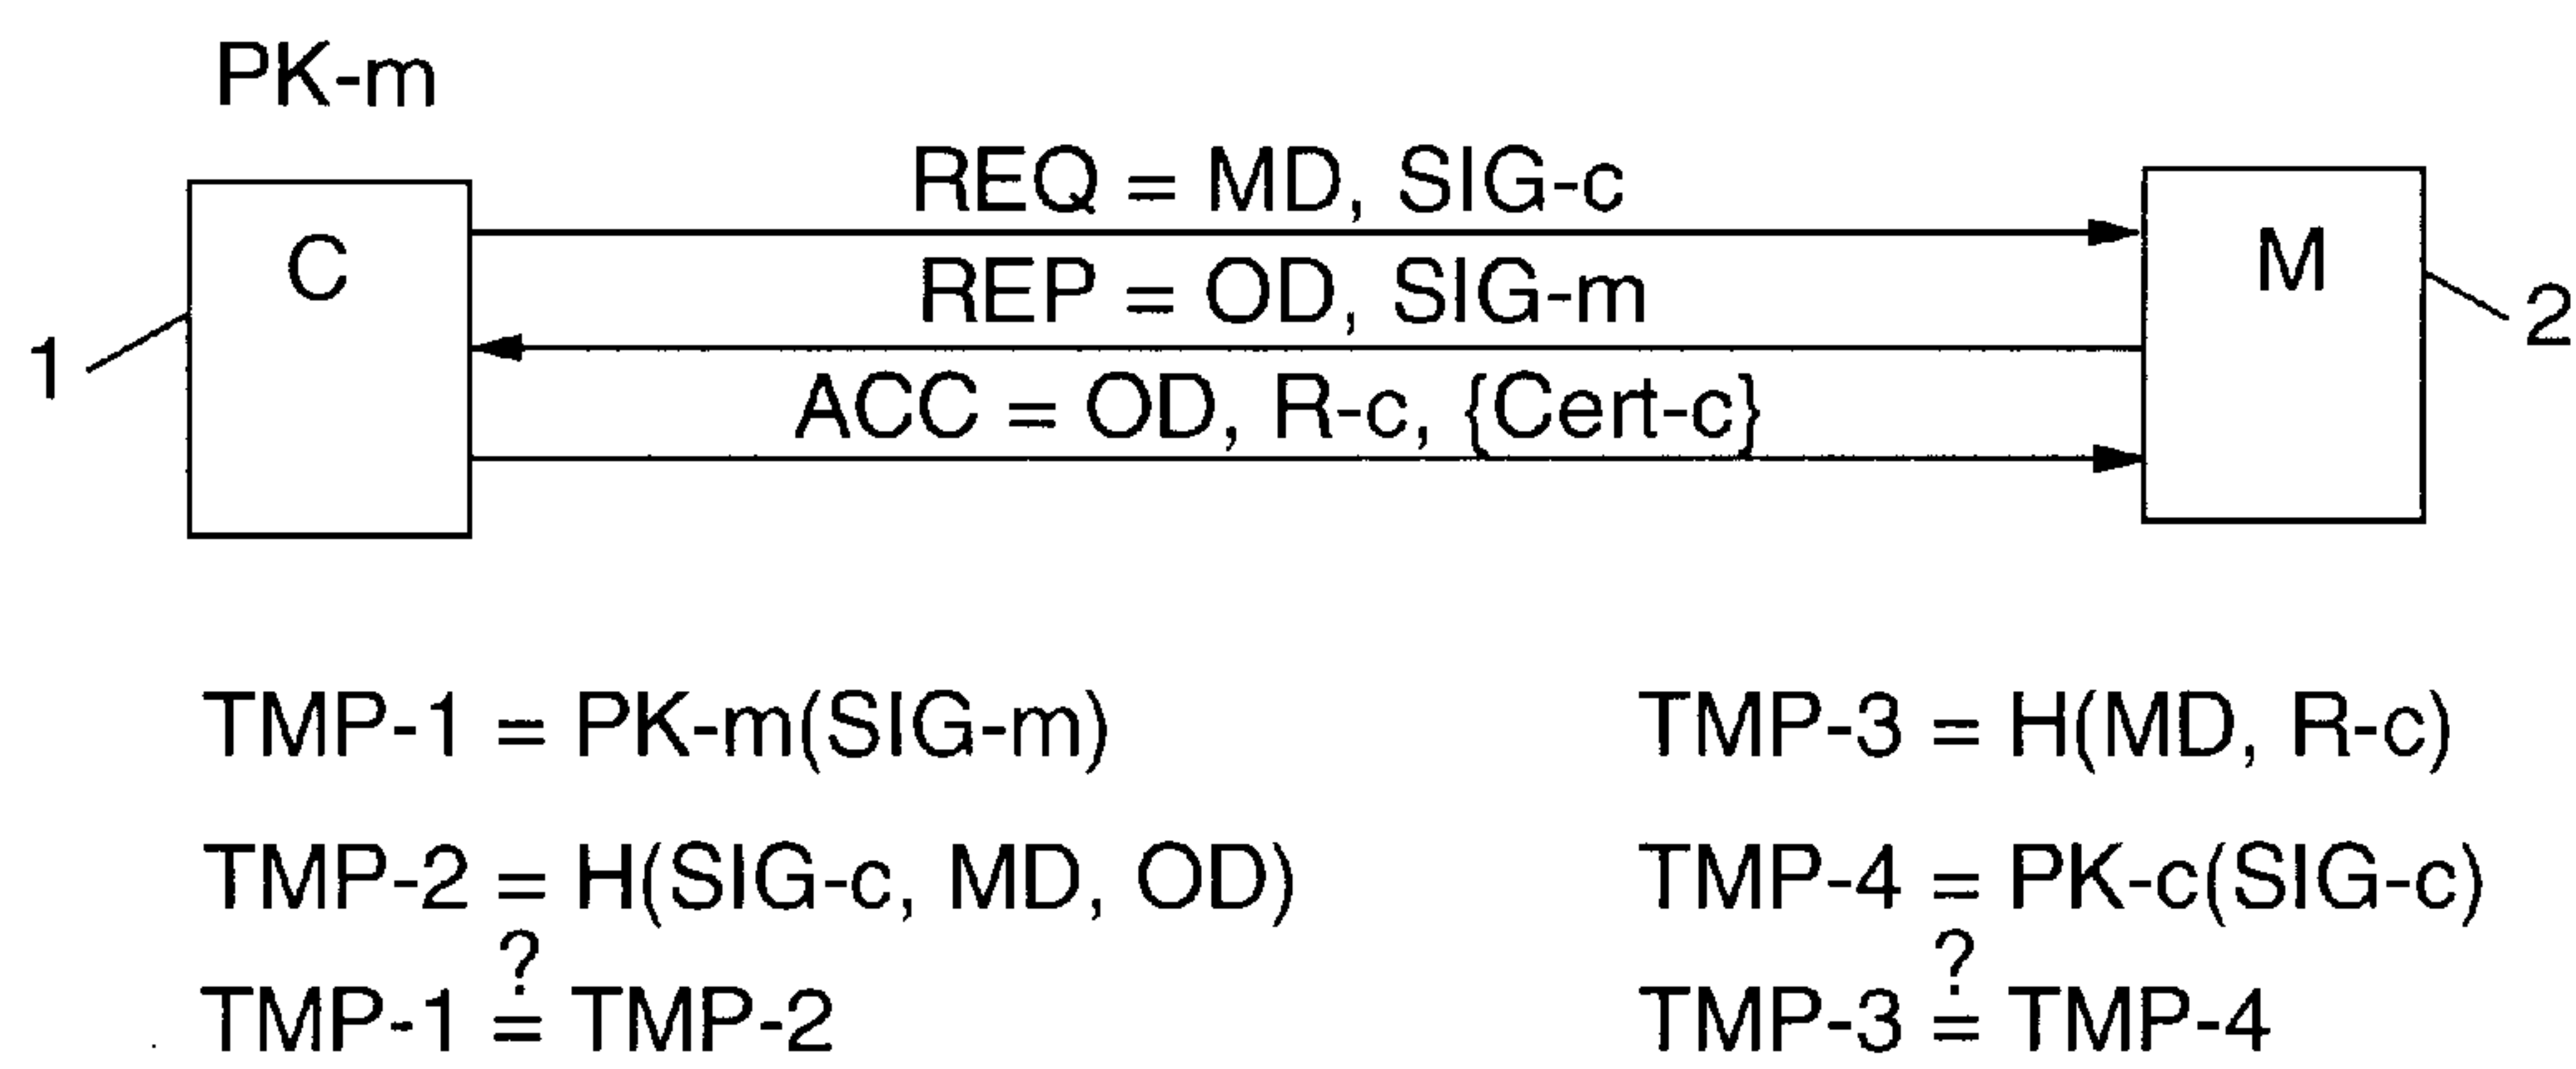 PK-m
REQ = MD, SIG-c
C
M
REP = OD, SIG-m
1
2
ACC = OD, R-c, {Cert-c}
TMP-1 = PK-m(SIG-m)
TMP-3 = H(MD, R-c)
TMP-2 = H(SIG-c, MD, OD)
TMP-4 = PK-c(SIG-c)
TMP-1 ≟ TMP-2
TMP-3 ≟ TMP-4